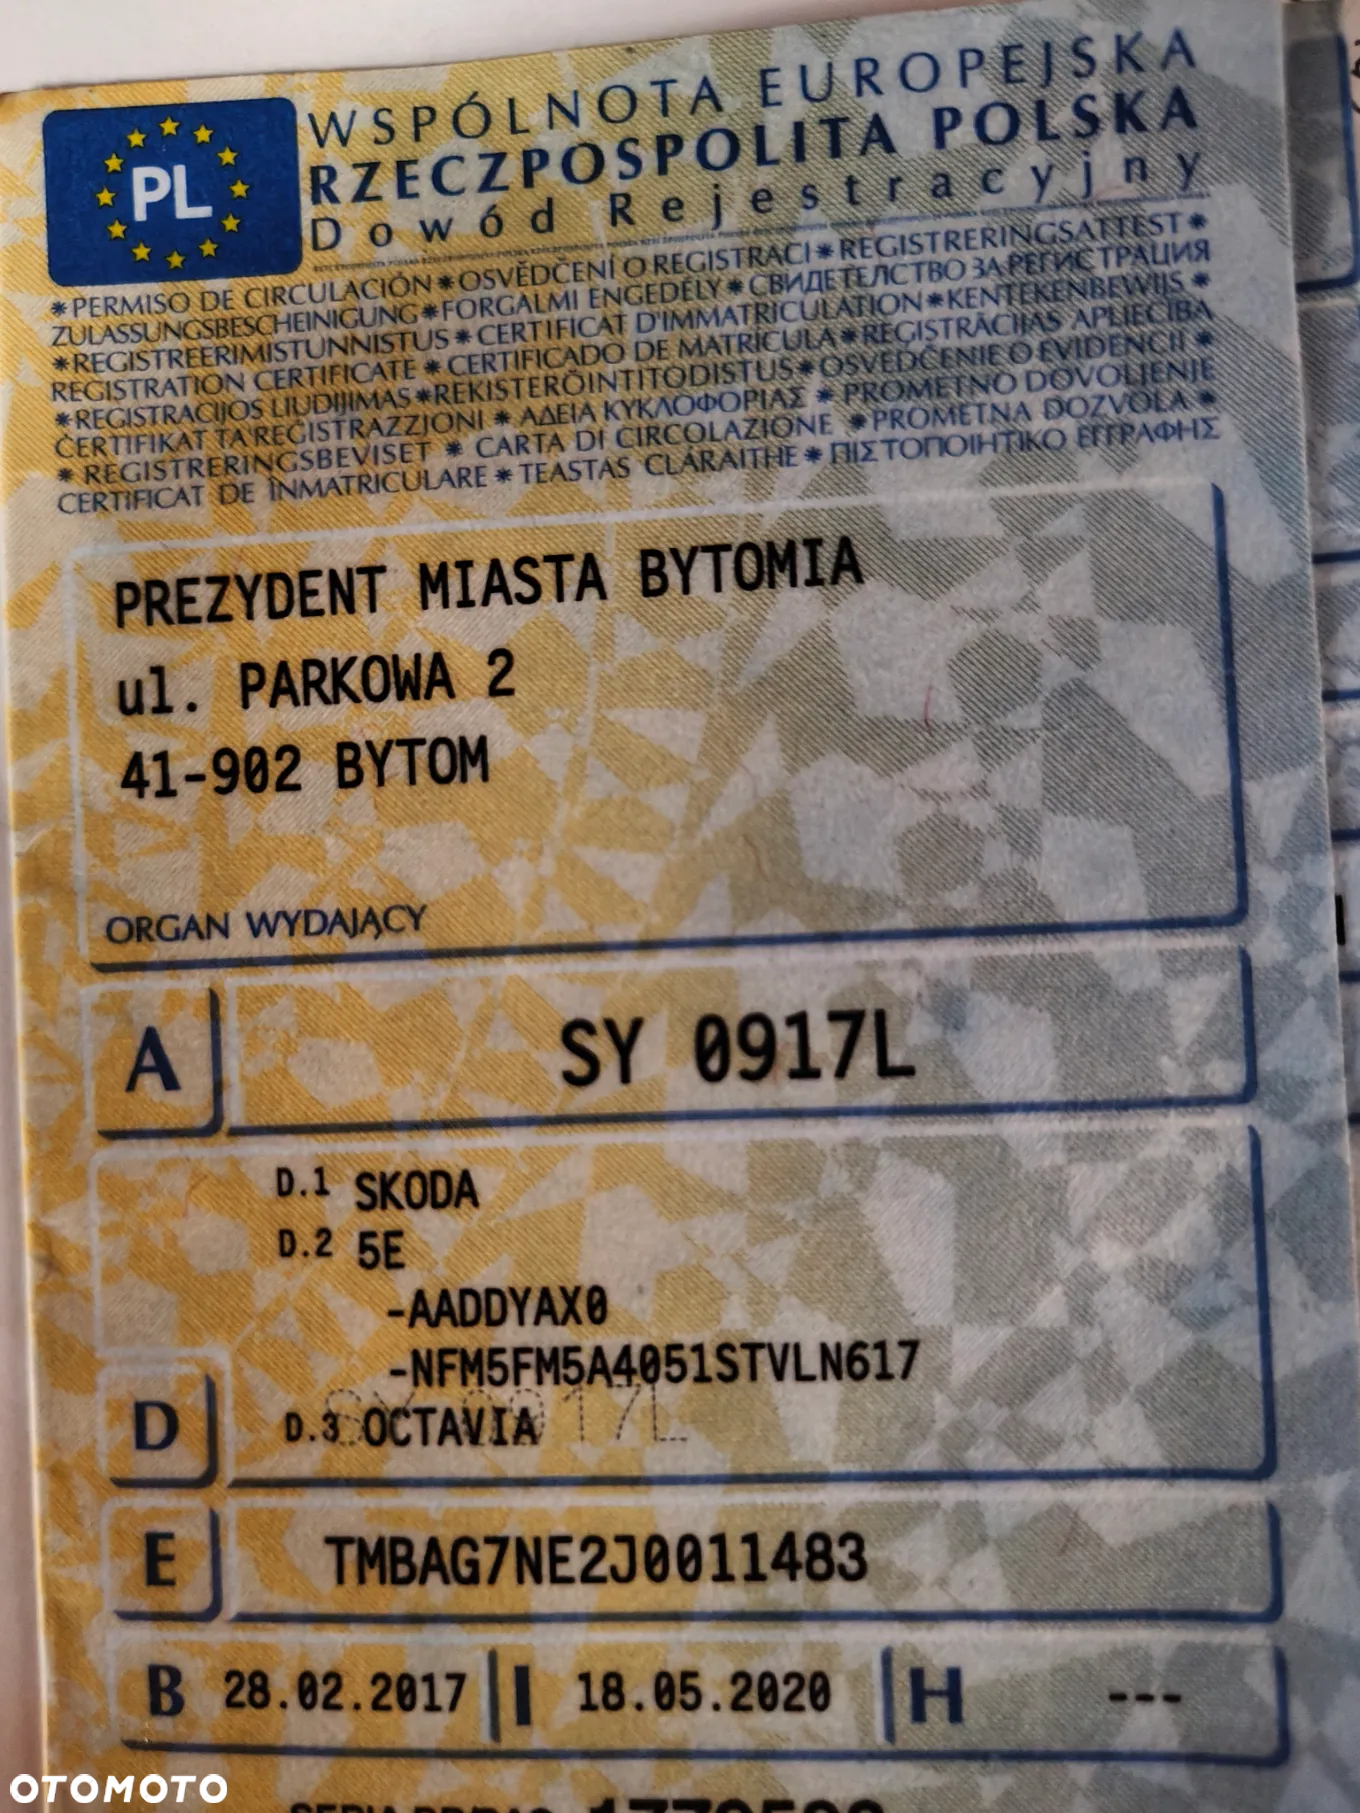 WSPÓLNOTA EUROPEJSKA
PL
RZECZPOSPOLITA POLSKA
Dowód Rejestracyjny
*PERMISO DE CIRCULACIÓN*OSVĚDČENÍ O REGISTRACI*REGISTRERINGSATTEST*
ZULASSUNGSBESCHEINIGUNG*FORGALMI ENGEDÉLY*СВИДЕТЕЛСТВО ЗА РЕГИСТРАЦИЯ
*REGISTREERIMISTUNNISTUS*CERTIFICAT D'IMMATRICULATION*KENTEKENBEWIJS*
REGISTRATION CERTIFICATE*CERTIFICADO DE MATRÍCULA*REĢISTRĀCIJAS APLIECĪBA
*REGISTRACIJOS LIUDIJIMAS*REKISTERÖINTITODISTUS*OSVEDČENIE O EVIDENCII*
ĊERTIFIKAT TA'REĠISTRAZZJONI*ΑΔΕΙΑ ΚΥΚΛΟΦΟΡΙΑΣ*PROMETNO DOVOLJENJE
*REGISTRERINGSBEVISET*CARTA DI CIRCOLAZIONE*PROMETNA DOZVOLA*
CERTIFICAT DE ÎNMATRICULARE*TEASTAS CLÁRAITHE*ΠΙΣΤΟΠΟΙΗΤΙΚΟ ΕΓΓΡΑΦΗΣ
PREZYDENT MIASTA BYTOMIA
ul. PARKOWA 2
41-902 BYTOM
ORGAN WYDAJĄCY
A SY 0917L
D.1 SKODA
D.2 5E
-AADDYAX0
-NFM5FM5A4051STVLN617
D D.3 OCTAVIA
E TMBAG7NE2J0011483
B 28.02.2017 I 18.05.2020 H ---
OTOMOTO